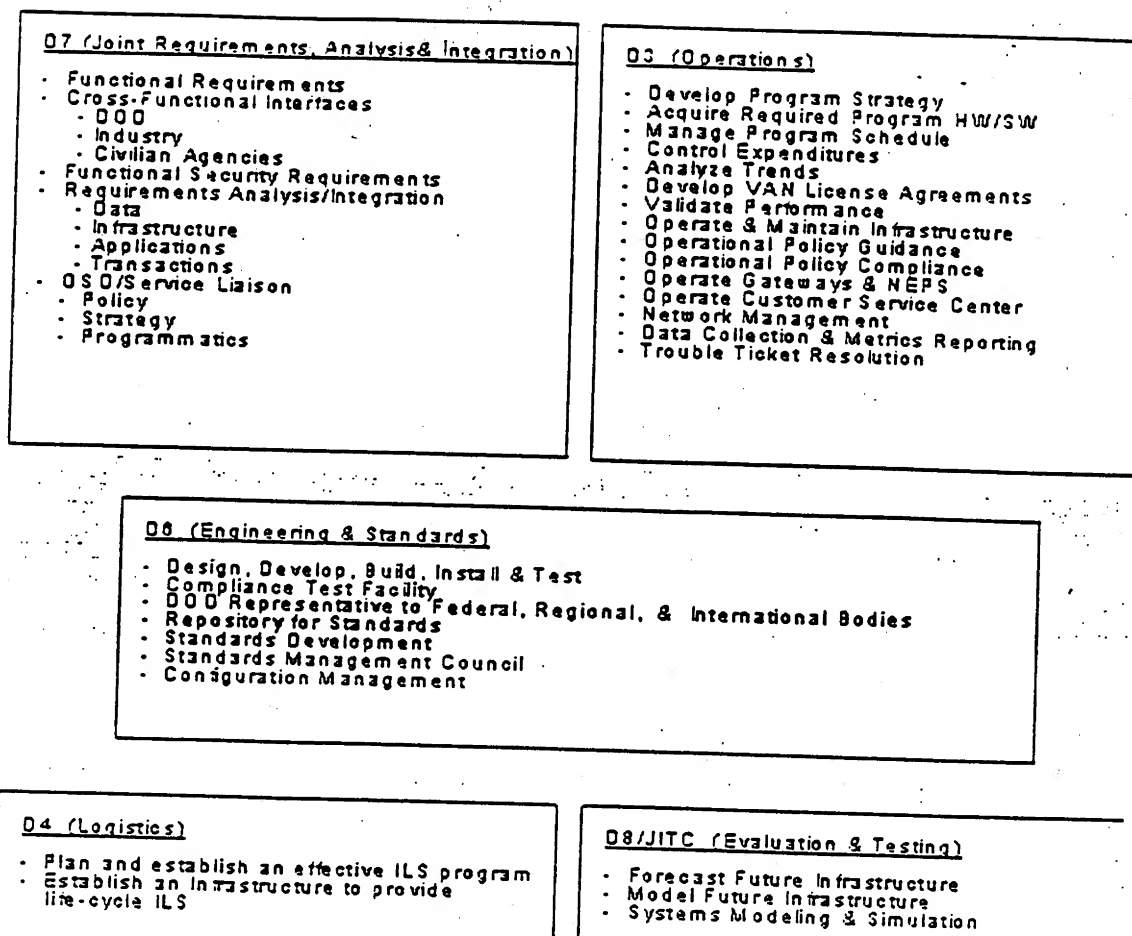 D7 (Joint Requirements, Analysis& Integration)
- Functional Requirements
- Cross-Functional Interfaces
- DOD
- Industry
- Civilian Agencies
- Functional Security Requirements
- Requirements Analysis/Integration
- Data
- Infrastructure
- Applications
- Transactions
- OSD/Service Liaison
- Policy
- Strategy
- Programmatics
D3 (Operations)
- Develop Program Strategy
- Acquire Required Program HW/SW
- Manage Program Schedule
- Control Expenditures
- Analyze Trends
- Develop VAN License Agreements
- Validate Performance
- Operate & Maintain Infrastructure
- Operational Policy Guidance
- Operational Policy Compliance
- Operate Gateways & NEPS
- Operate Customer Service Center
- Network Management
- Data Collection & Metrics Reporting
- Trouble Ticket Resolution
D6 (Engineering & Standards)
- Design, Develop, Build, Install & Test
- Compliance Test Facility
- DOD Representative to Federal, Regional, & International Bodies
- Repository for Standards
- Standards Development
- Standards Management Council
- Configuration Management
D4 (Logistics)
- Plan and establish an effective ILS program
- Establish an Infrastructure to provide
life-cycle ILS
D8/JITC (Evaluation & Testing)
- Forecast Future Infrastructure
- Model Future Infrastructure
- Systems Modeling & Simulation